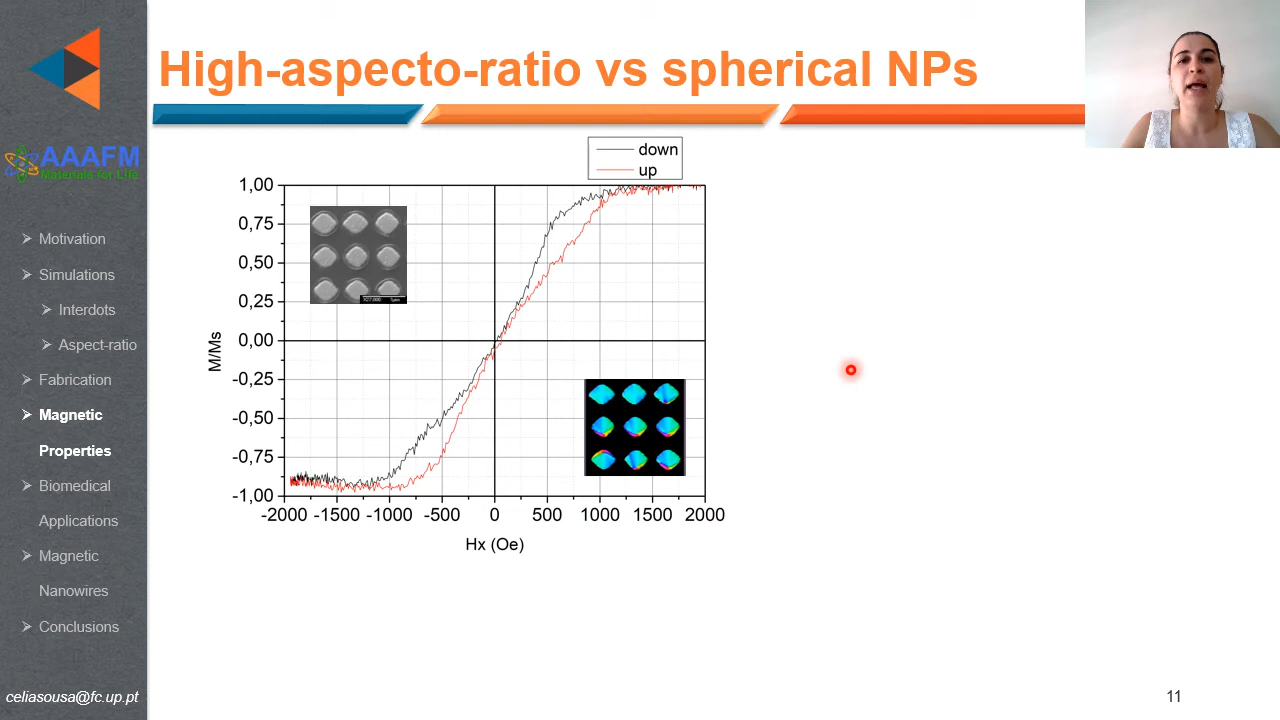 High-aspecto-ratio vs spherical NPs
AAAFM
Materials for Life
Motivation
Simulations
Interdots
Aspect-ratio
Fabrication
Magnetic
Properties
Biomedical
Applications
Magnetic
Nanowires
Conclusions
celiasousa@fc.up.pt
down
up
1,00
0,75
0,50
0,25
0,00
-0,25
-0,50
-0,75
-1,00
M/Ms
-2000 -1500 -1000 -500 0 500 1000 1500 2000
Hx (Oe)
11